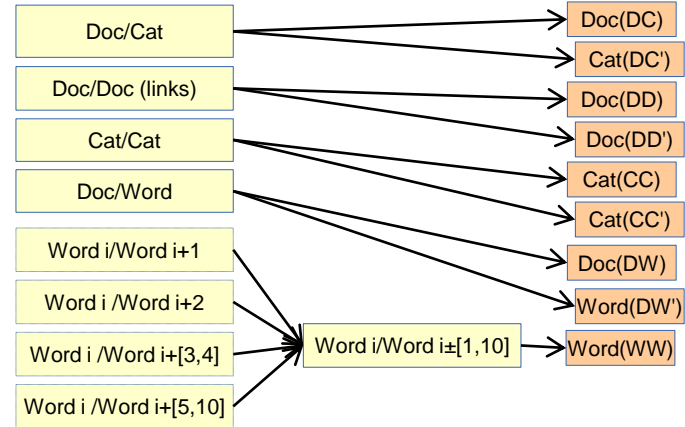 Doc/Cat
Doc/Doc (links)
Cat/Cat
Doc/Word
Word i/Word i+1
Word i /Word i+2
Word i /Word i+[3,4]
Word i /Word i+[5,10]
Word i/Word i±[1,10]
Doc(DC)
Cat(DC')
Doc(DD)
Doc(DD')
Cat(CC)
Cat(CC')
Doc(DW)
Word(DW')
Word(WW)